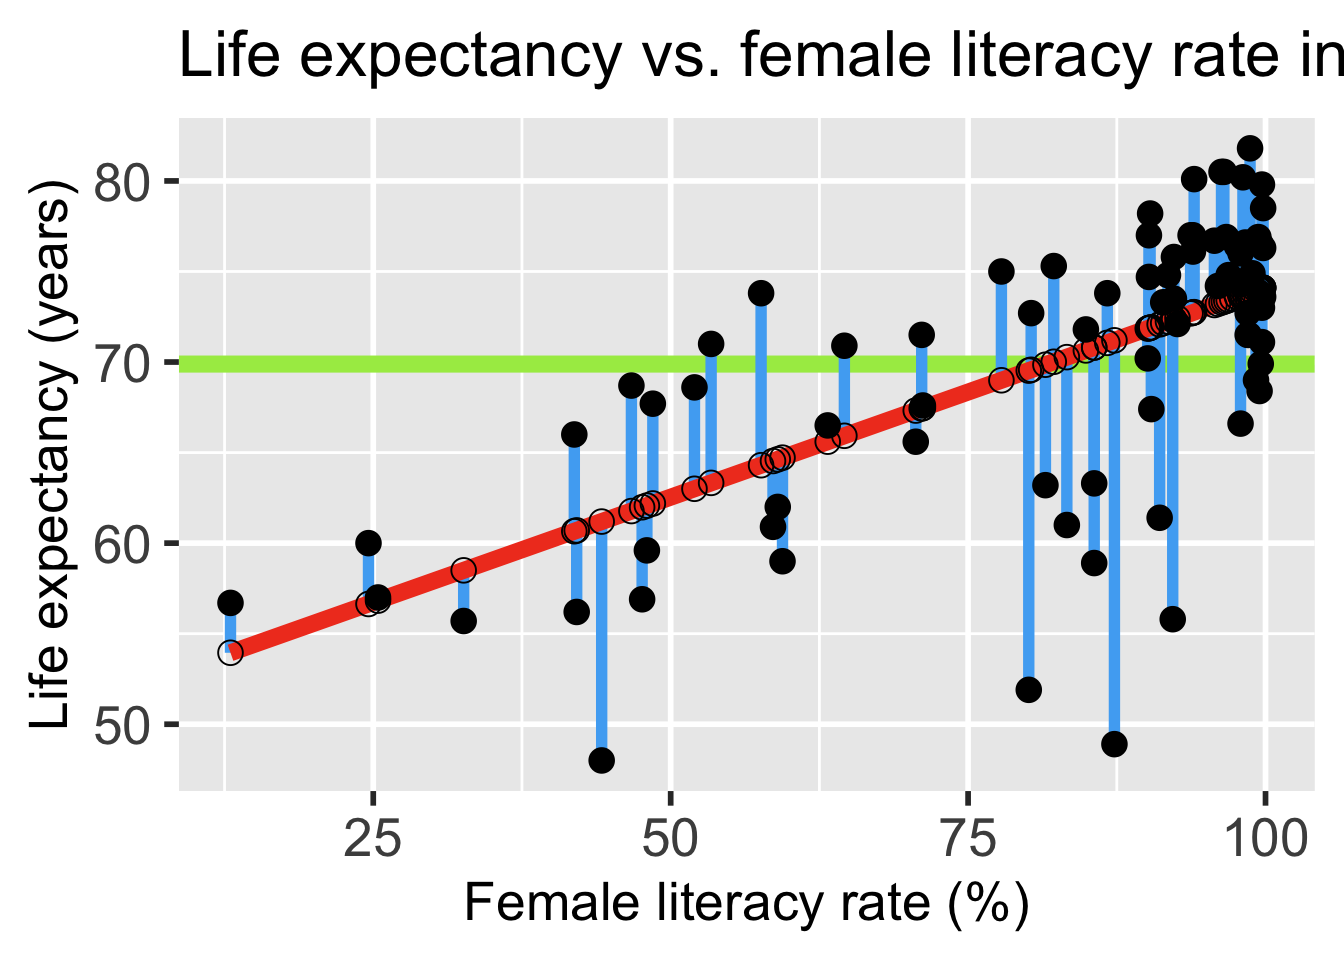 Life expectancy vs. female literacy rate in
Life expectancy (years)
80
70
60
50
25 50 75 100
Female literacy rate (%)